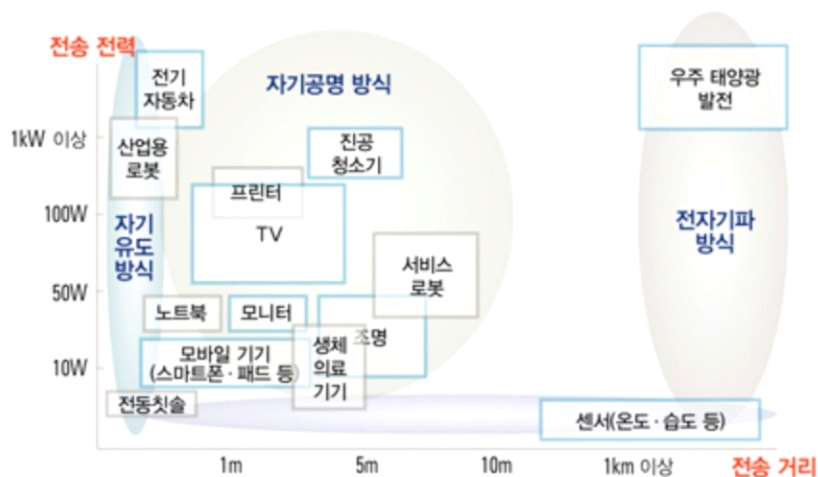 전송 전력
전기
자동차
자기공명 방식
우주 태양광
발전
1kW 이상
산업용
로봇
진공
청소기
프린터
100W
TV
자기
유도
방식
전자기파
방식
서비스
로봇
50W
노트북
모니터
조명
생체
의료
기기
모바일 기기
(스마트폰·패드 등)
10W
전동칫솔
센서(온도·습도 등)
1m
5m
10m
1km 이상
전송 거리